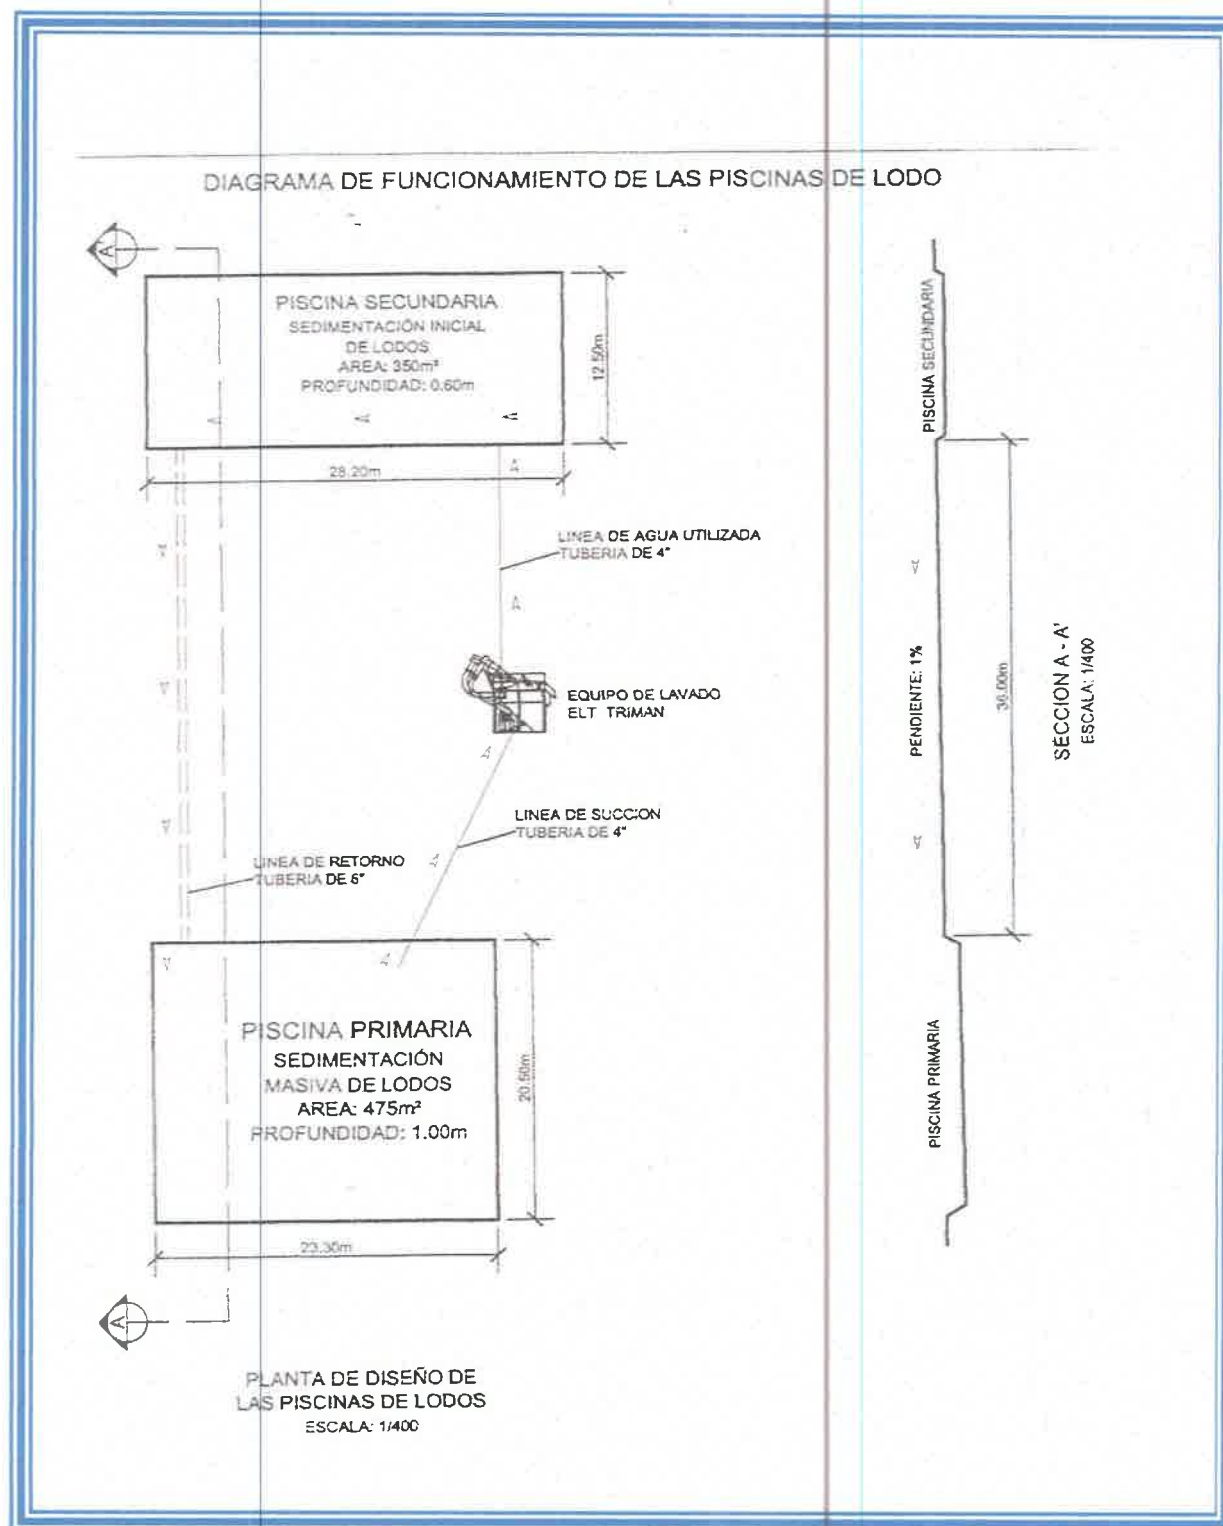 DIAGRAMA DE FUNCIONAMIENTO DE LAS PISCINAS DE LODO
A
PISCINA SECUNDARIA
SEDIMENTACIÓN INICIAL
DE LODOS
AREA: 350m²
PROFUNDIDAD: 0.60m
12.50m
28.20m
LINEA DE AGUA UTILIZADA
TUBERIA DE 4"
EQUIPO DE LAVADO
ELT TRIMAN
LINEA DE SUCCION
TUBERIA DE 4"
LINEA DE RETORNO
TUBERIA DE 6"
PISCINA PRIMARIA
SEDIMENTACIÓN
MASIVA DE LODOS
AREA: 475m²
PROFUNDIDAD: 1.00m
20.50m
23.30m
A
PLANTA DE DISEÑO DE
LAS PISCINAS DE LODOS
ESCALA: 1/400
PISCINA SECUNDARIA
PENDIENTE: 1%
36.00m
PISCINA PRIMARIA
SECCION A - A'
ESCALA: 1/400